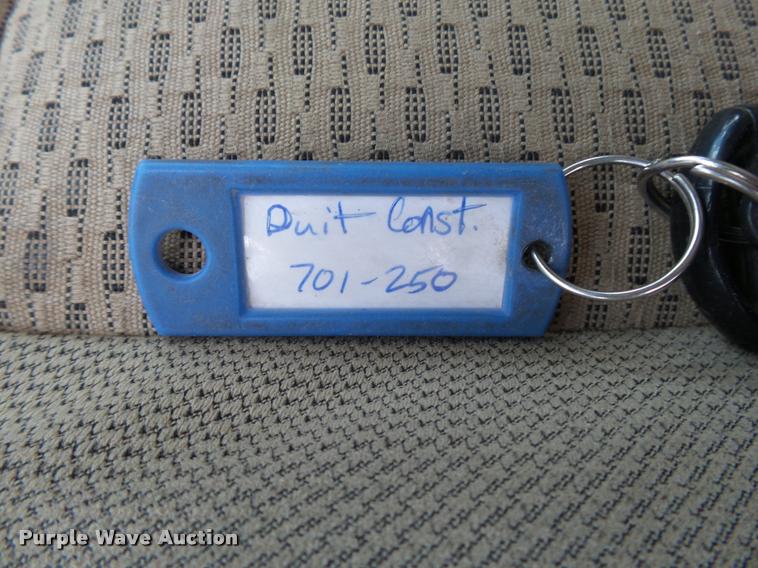 Duit Const.
701-250
Purple Wave Auction